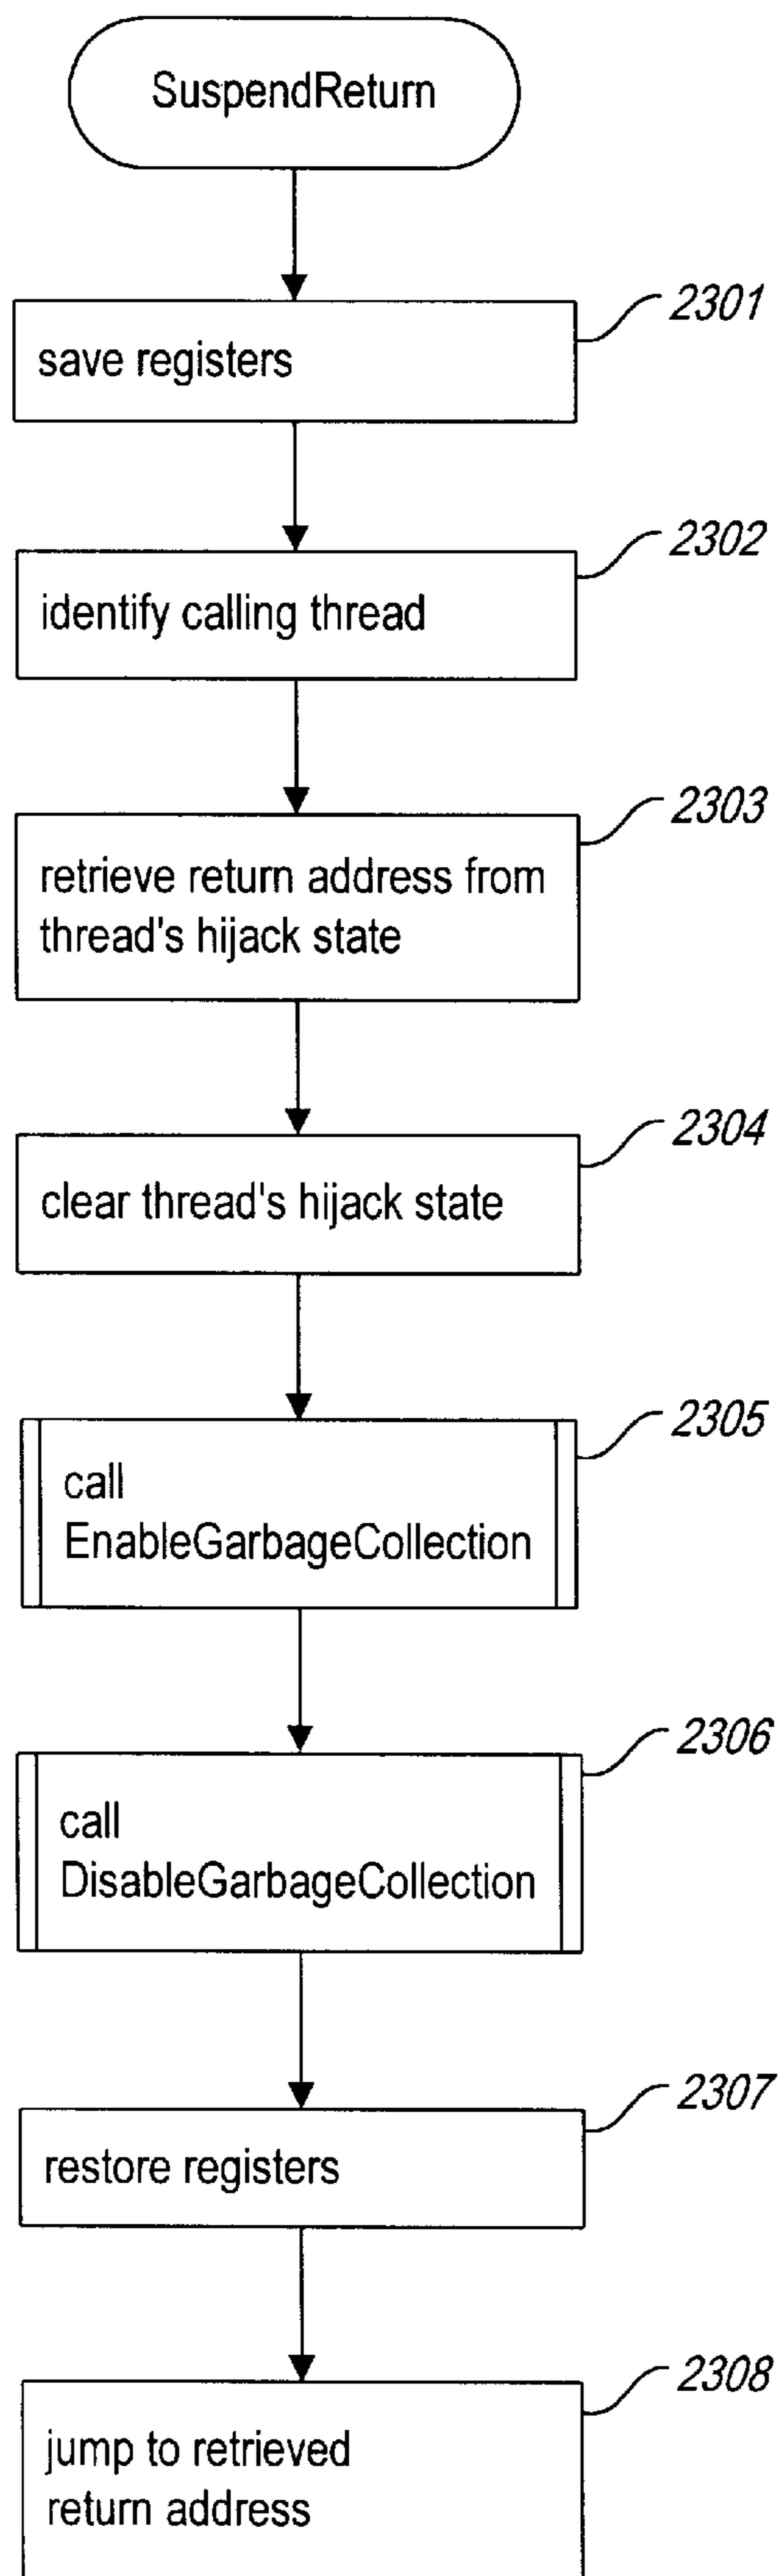 SuspendReturn
2301
save registers
2302
identify calling thread
2303
retrieve return address from
thread's hijack state
2304
clear thread's hijack state
2305
call
EnableGarbageCollection
2306
call
DisableGarbageCollection
2307
restore registers
2308
jump to retrieved
return address